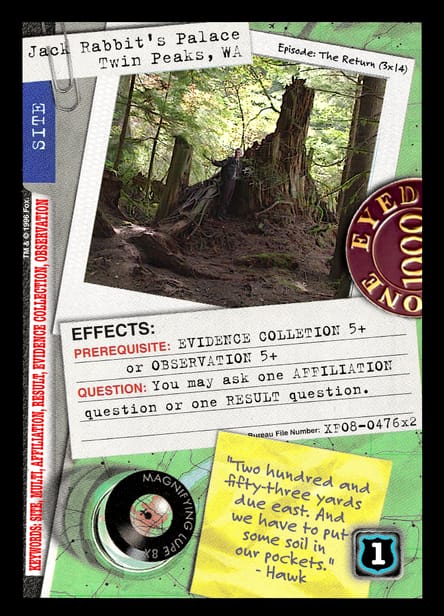 Jack Rabbit's Palace
Twin Peaks, WA
Episode: The Return (3x14)
SITE
TM & © 1996 Fox.
KEYWORDS: SITE, MULTI, AFFILIATION, RESULT, EVIDENCE COLLECTION, OBSERVATION
EYED
1000
ONE
EFFECTS:
PREREQUISITE: EVIDENCE COLLETION 5+
or OBSERVATION 5+
QUESTION: You may ask one AFFILIATION
question or one RESULT question.
Bureau File Number: XF08-0476x2
MAGNIFYING LUPE 8X
"Two hundred and
fifty-three yards
due east. And
we have to put
some soil in
our pockets."
- Hawk
1